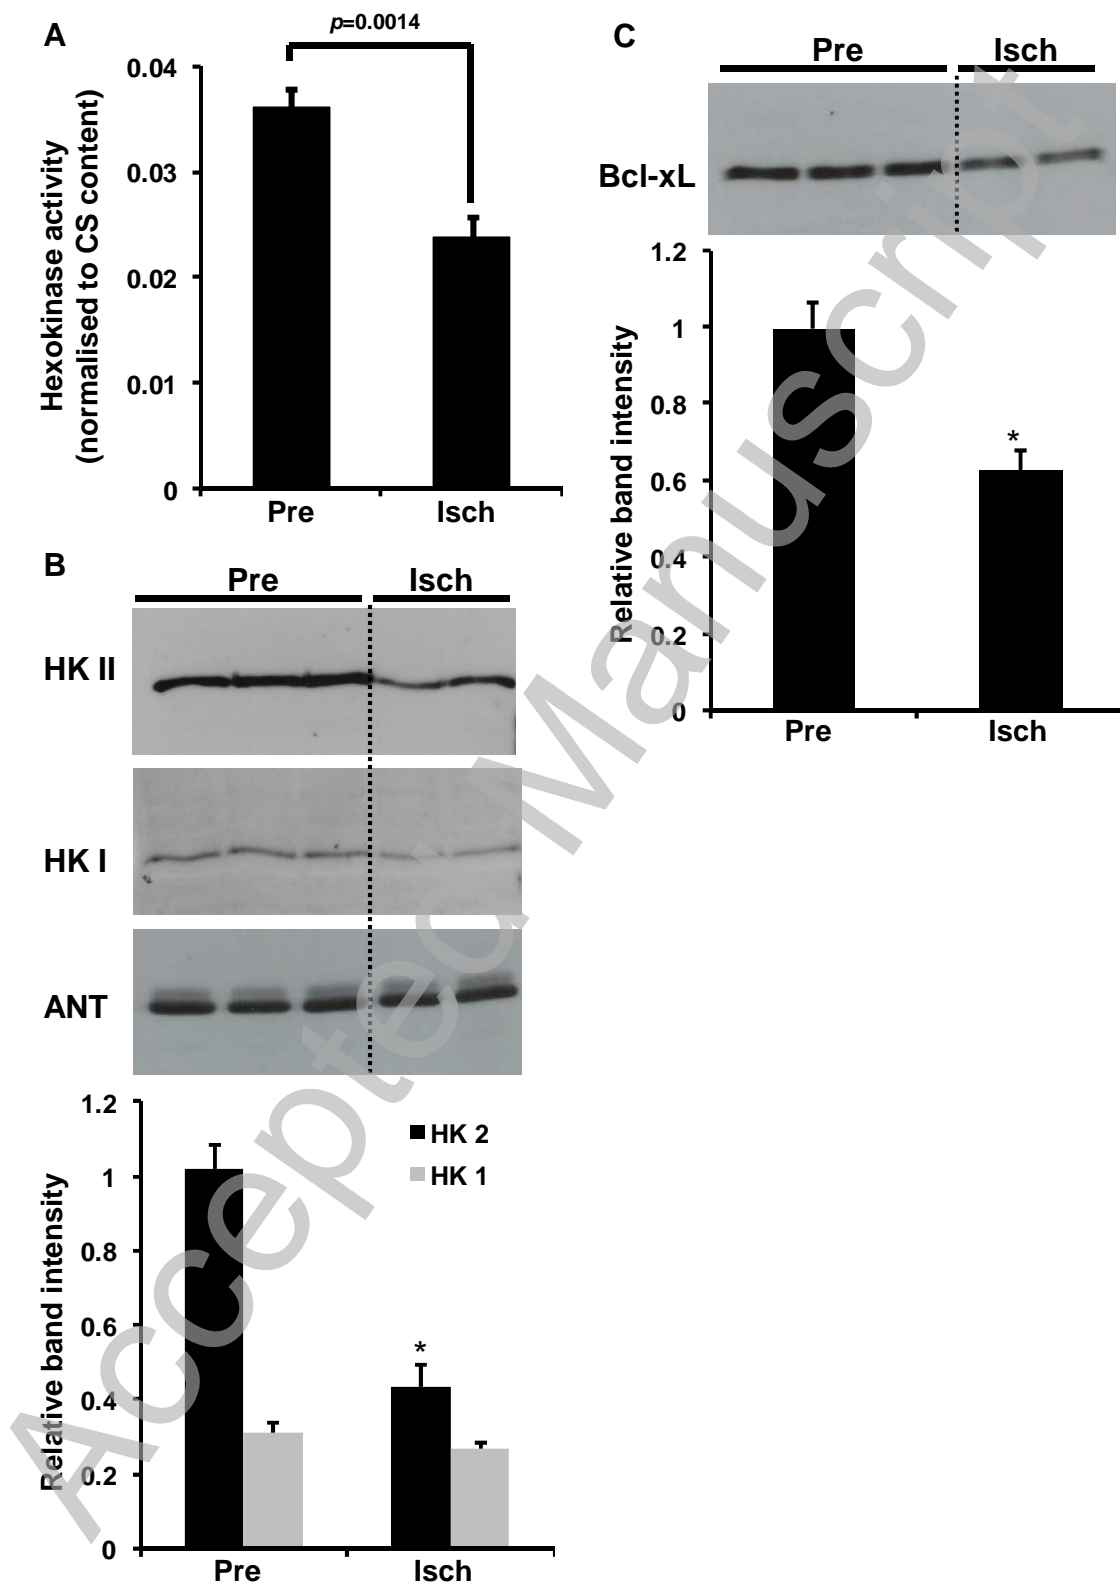 A
p=0.0014
Hexokinase activity
(normalised to CS content)
0.04
0.03
0.02
0.01
0
Pre Isch
B
Pre Isch
HK II
HK I
ANT
Relative band intensity
1.2
1
0.8
0.6
0.4
0.2
0
HK 2
HK 1
*
Pre Isch
C
Pre Isch
Bcl-xL
Relative band intensity
1.2
1
0.8
0.6
0.4
0.2
0
*
Pre Isch
Accepted Manuscript